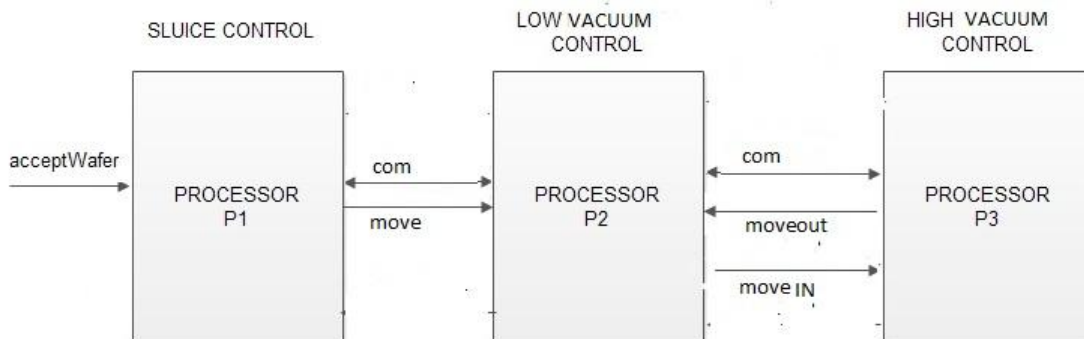 SLUICE CONTROL
LOW VACUUM
CONTROL
HIGH VACUUM
CONTROL
acceptWafer
PROCESSOR
P1
com
move
PROCESSOR
P2
com
moveout
move IN
PROCESSOR
P3